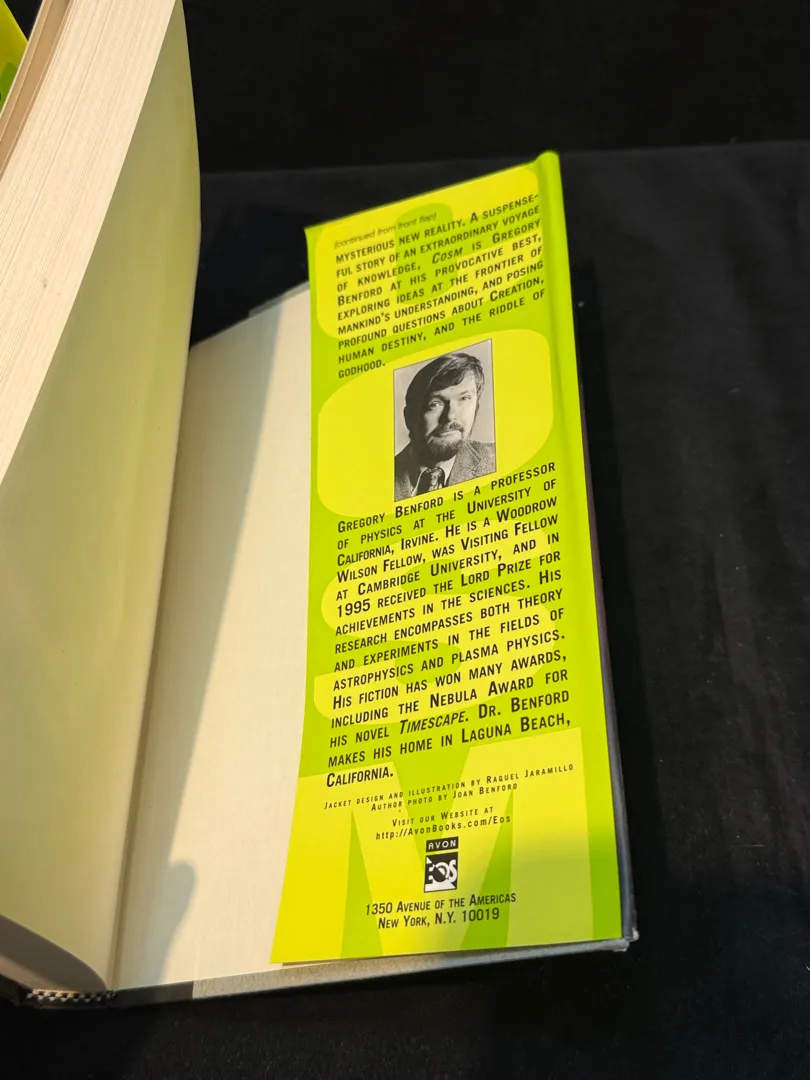 (continued from front flap)
MYSTERIOUS NEW REALITY. A SUSPENSE-
FUL STORY OF AN EXTRAORDINARY VOYAGE
OF KNOWLEDGE, COSM IS GREGORY
BENFORD AT HIS PROVOCATIVE BEST,
EXPLORING IDEAS AT THE FRONTIER OF
MANKIND'S UNDERSTANDING, AND POSING
PROFOUND QUESTIONS ABOUT CREATION,
HUMAN DESTINY, AND THE RIDDLE OF
GODHOOD.
GREGORY BENFORD IS A PROFESSOR
OF PHYSICS AT THE UNIVERSITY OF
CALIFORNIA, IRVINE. HE IS A WOODROW
WILSON FELLOW, WAS VISITING FELLOW
AT CAMBRIDGE UNIVERSITY, AND IN
1995 RECEIVED THE LORD PRIZE FOR
ACHIEVEMENTS IN THE SCIENCES. HIS
RESEARCH ENCOMPASSES BOTH THEORY
AND EXPERIMENTS IN THE FIELDS OF
ASTROPHYSICS AND PLASMA PHYSICS.
HIS FICTION HAS WON MANY AWARDS,
INCLUDING THE NEBULA AWARD FOR
HIS NOVEL TIMESCAPE. DR. BENFORD
MAKES HIS HOME IN LAGUNA BEACH,
CALIFORNIA.
JACKET DESIGN AND ILLUSTRATION BY RAQUEL JARAMILLO
AUTHOR PHOTO BY JOAN BENFORD
VISIT OUR WEBSITE AT
http://AvonBooks.com/Eos
AVON
EOS
1350 AVENUE OF THE AMERICAS
NEW YORK, N.Y. 10019